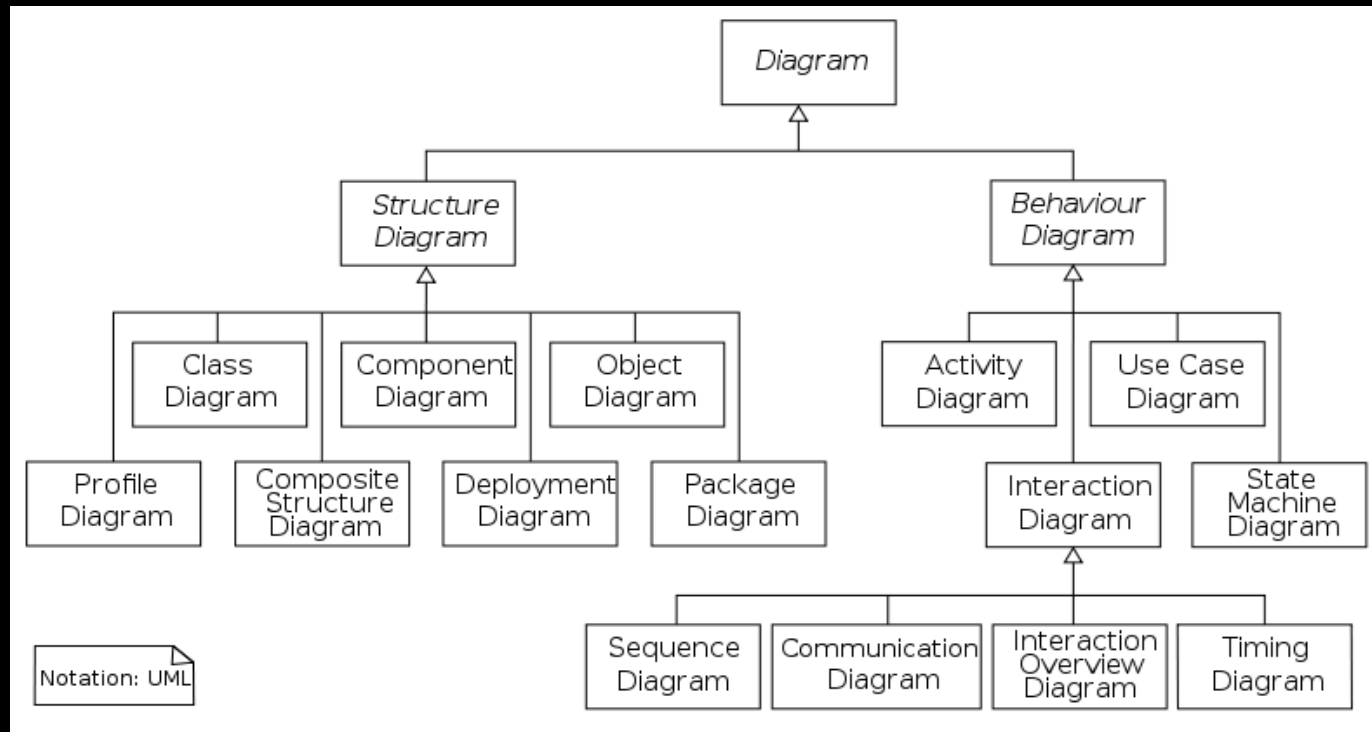 Diagram
Structure
Diagram
Behaviour
Diagram
Class
Diagram
Component
Diagram
Object
Diagram
Activity
Diagram
Use Case
Diagram
Profile
Diagram
Composite
Structure
Diagram
Deployment
Diagram
Package
Diagram
Interaction
Diagram
State
Machine
Diagram
Sequence
Diagram
Communication
Diagram
Interaction
Overview
Diagram
Timing
Diagram
Notation: UML